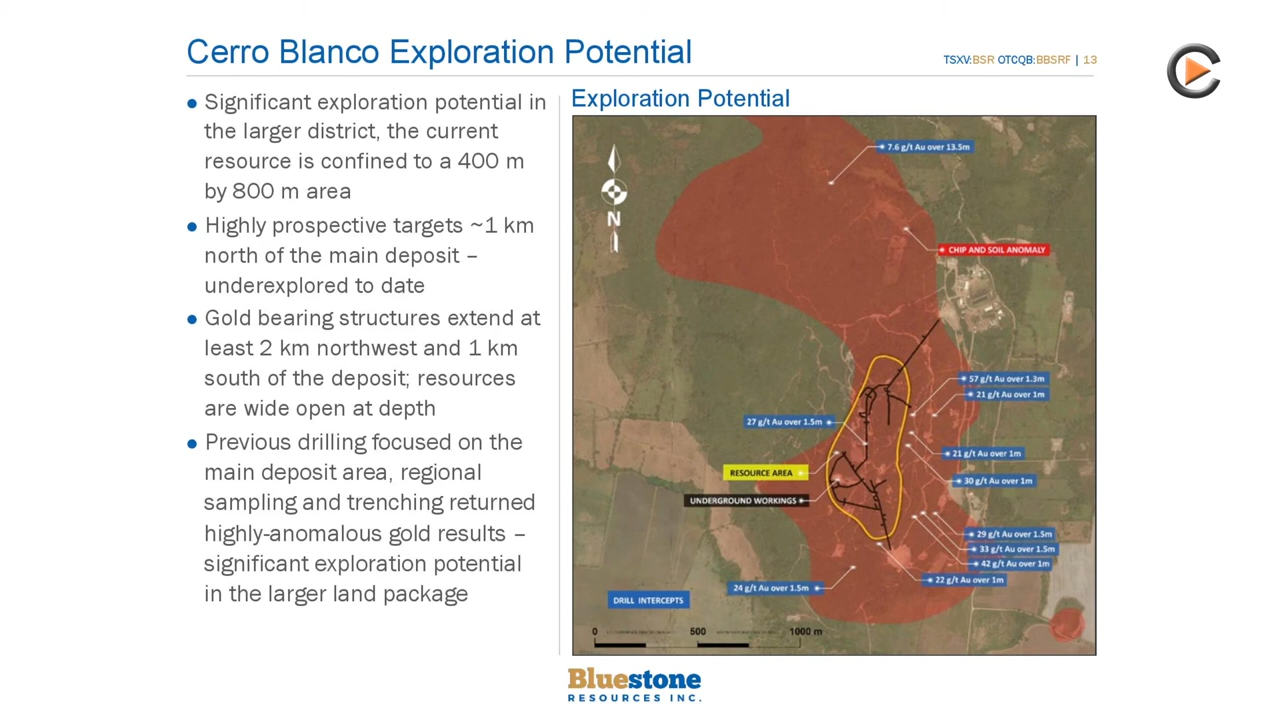 Cerro Blanco Exploration Potential
TSXV:BSR OTCQB:BBSRF | 13
● Significant exploration potential in
the larger district, the current
resource is confined to a 400 m
by 800 m area
● Highly prospective targets ~1 km
north of the main deposit –
underexplored to date
● Gold bearing structures extend at
least 2 km northwest and 1 km
south of the deposit; resources
are wide open at depth
● Previous drilling focused on the
main deposit area, regional
sampling and trenching returned
highly-anomalous gold results –
significant exploration potential
in the larger land package
Exploration Potential
7.6 g/t Au over 13.5m
N
CHIP AND SOIL ANOMALY
57 g/t Au over 1.3m
21 g/t Au over 1m
27 g/t Au over 1.5m
21 g/t Au over 1m
RESOURCE AREA
30 g/t Au over 1m
UNDERGROUND WORKINGS
29 g/t Au over 1.5m
33 g/t Au over 1.5m
42 g/t Au over 1m
22 g/t Au over 1m
24 g/t Au over 1.5m
DRILL INTERCEPTS
0 500 1000 m
Bluestone
RESOURCES INC.